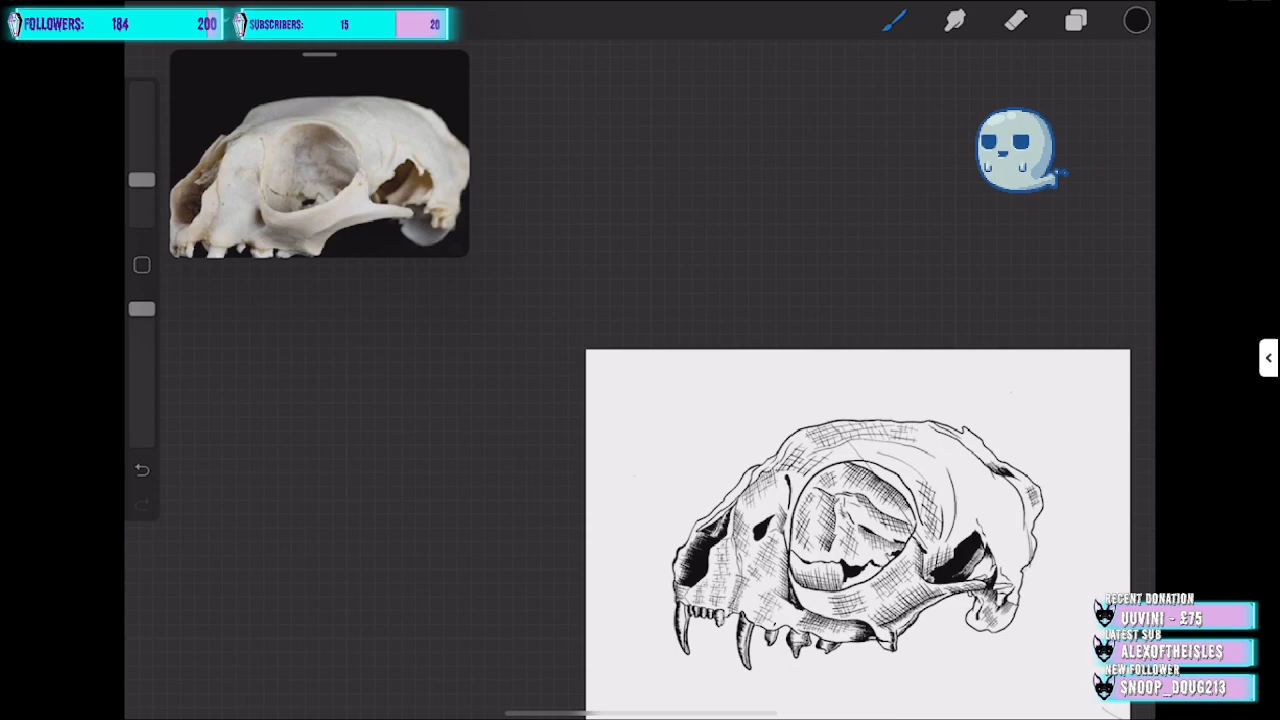 FOLLOWERS: 184 200
SUBSCRIBERS: 15 20
RECENT DONATION
UUVINI - £75
LATEST SUB
ALEXOFTHEISLES
NEW FOLLOWER
SNOOP_DOUG213